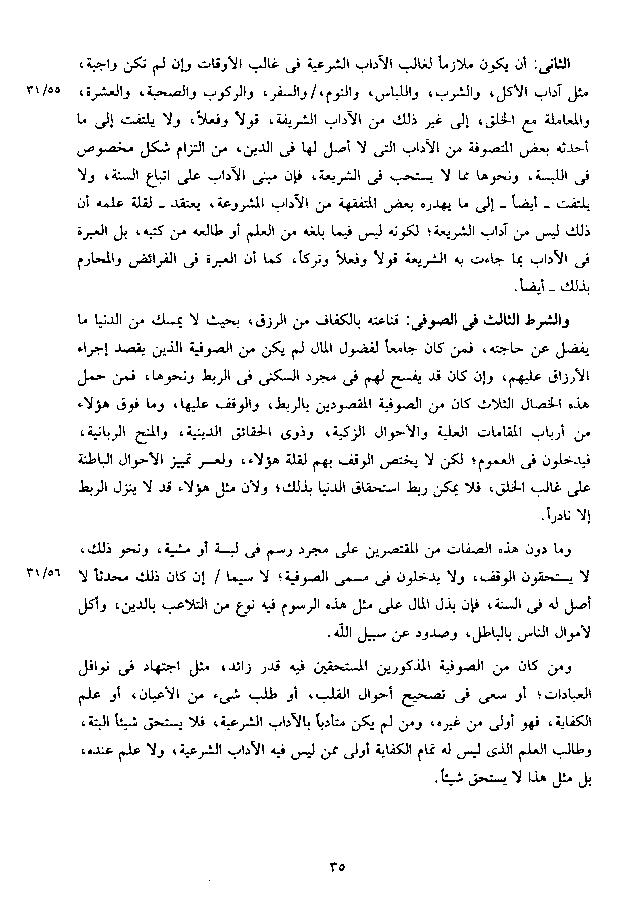 الثانى: أن يكون ملازماً لغالب الآداب الشرعية فى غالب الأوقات وإن لم تكن واجبة،
مثل آداب الأكل، والشرب، واللباس، والنوم،/والسفر، والركوب والصحبة، والعشرة، ٣١/٥٥
والمعاملة مع الخلق، إلى غير ذلك من الآداب الشريفة، قولاً وفعلاً، ولا يلتفت إلى ما
أحدثه بعض المتصوفة من الآداب التى لا أصل لها فى الدين، من التزام شكل مخصوص
فى اللبسة، ونحوها مما لا يستحب فى الشريعة، فإن مبنى الآداب على اتباع السنة، ولا
يلتفت ـ أيضاً ـ إلى ما يهدره بعض المتفقهة من الآداب المشروعة، يعتقد ـ لقلة علمه أن
ذلك ليس من آداب الشريعة؛ لكونه ليس فيما بلغه من العلم أو طالعه من كتبه، بل العبرة
فى الآداب بما جاءت به الشريعة قولاً وفعلاً وتركاً، كما أن العبرة فى الفرائض والمحارم
بذلك ـ أيضاً.
والشرط الثالث فى الصوفى: قناعته بالكفاف من الرزق، بحيث لا يمسك من الدنيا ما
يفضل عن حاجته، فمن كان جامعاً لفضول المال لم يكن من الصوفية الذين يقصد إجراء
الأرزاق عليهم، وإن كان قد يفسح لهم فى مجرد السكنى فى الربط ونحوها، فمن حمل
هذه الخصال الثلاث كان من الصوفية المقصودين بالربط، والوقف عليها، وما فوق هؤلاء
من أرباب المقامات العلية والأحوال الزكية، وذوى الحقائق الدينية، والمنح الربانية،
فيدخلون فى العموم؛ لكن لا يختص الوقف بهم لقلة هؤلاء، ولعسر تمييز الأحوال الباطنة
على غالب الخلق، فلا يمكن ربط استحقاق الدنيا بذلك؛ ولأن مثل هؤلاء قد لا ينزل الربط
إلا نادراً.
وما دون هذه الصفات من المقتصرين على مجرد رسم فى لبسة أو مشية، ونحو ذلك،
لا يستحقون الوقف، ولا يدخلون فى مسمى الصوفية؛ لا سيما / إن كان ذلك محدثاً لا ٣١/٥٦
أصل له فى السنة، فإن بذل المال على مثل هذه الرسوم فيه نوع من التلاعب بالدين، وأكل
لأموال الناس بالباطل، وصدود عن سبيل الله.
ومن كان من الصوفية المذكورين المستحقين فيه قدر زائد، مثل اجتهاد فى نوافل
العبادات؛ أو سعى فى تصحيح أحوال القلب، أو طلب شىء من الأعيان، أو علم
الكفاية، فهو أولى من غيره، ومن لم يكن متأدباً بالآداب الشرعية، فلا يستحق شيئاً البتة،
وطالب العلم الذى ليس له تمام الكفاية أولى ممن ليس فيه الآداب الشرعية، ولا علم عنده،
بل مثل هذا لا يستحق شيئاً.
٣٥